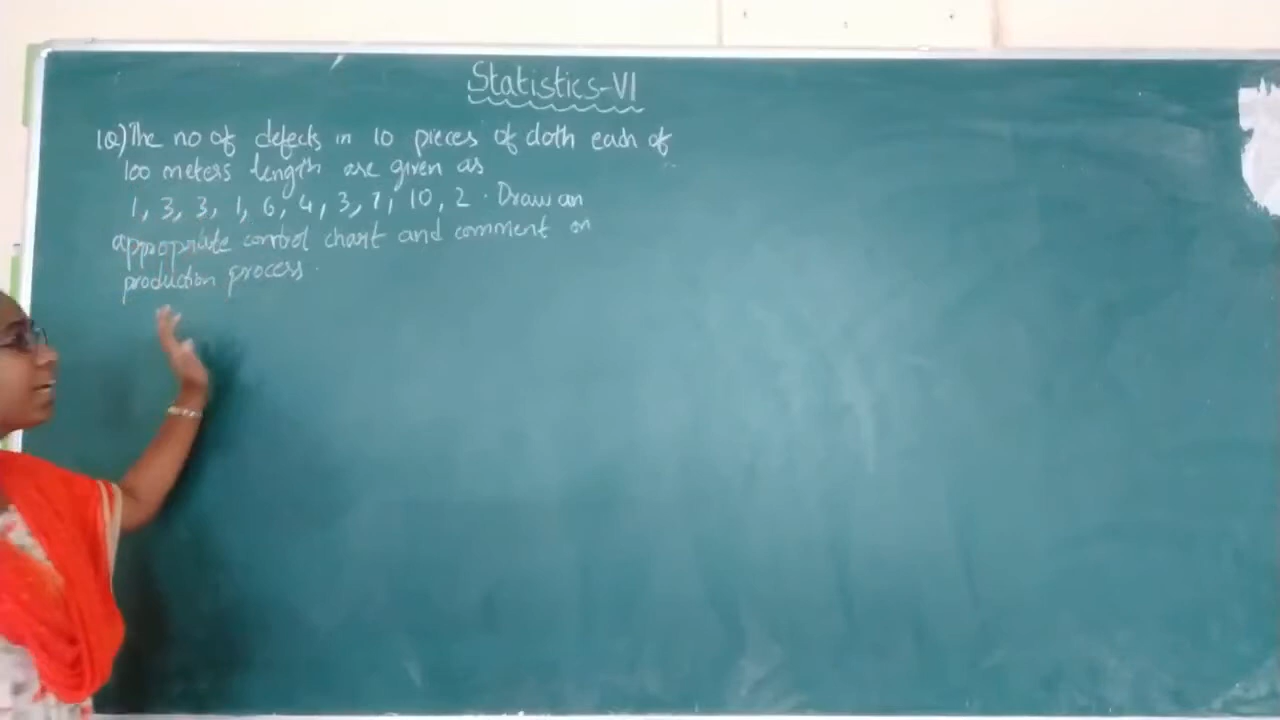 Statistics-VI
1Q) The no of defects in 10 pieces of cloth each of
100 meters length are given as
1, 3, 3, 1, 6, 4, 3, 7, 10, 2. Draw an
appropriate control chart and comment on
production process.